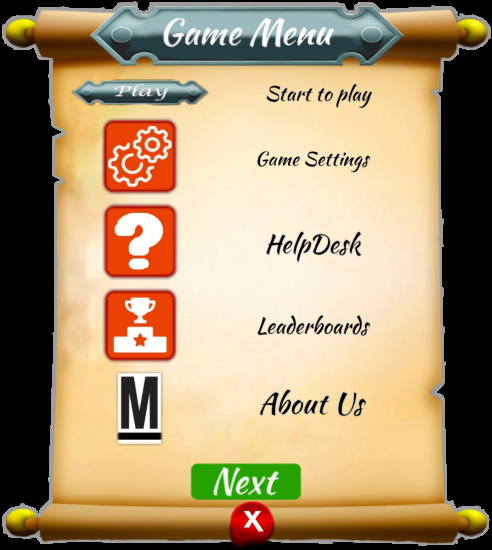 Game Menu
Play
Start to play
Game Settings
?
HelpDesk
Leaderboards
M
About Us
Next
X